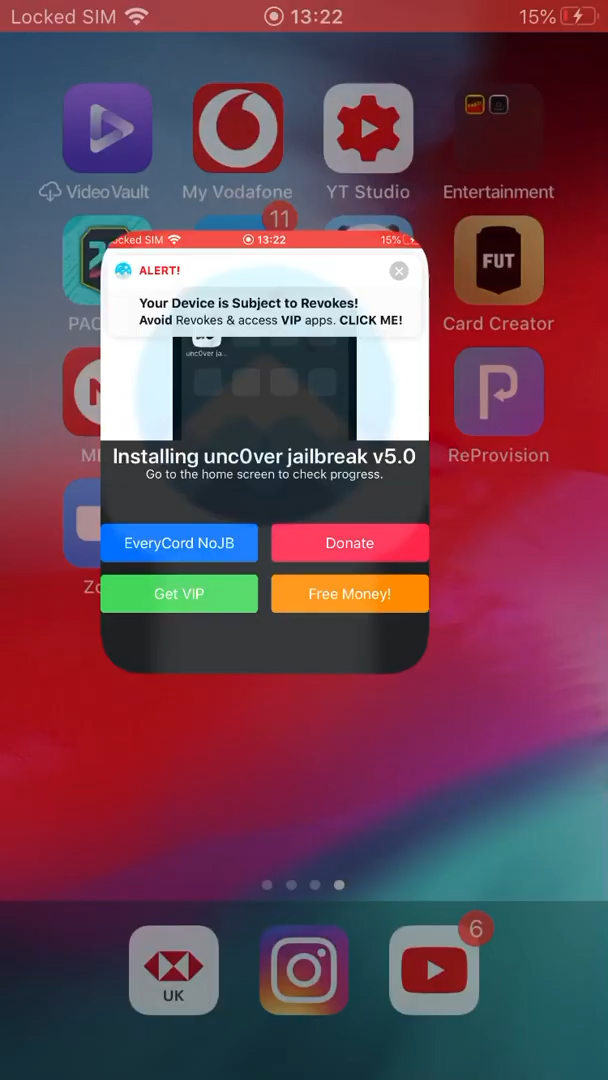 Locked SIM 13:22 15%
Video Vault My Vodafone YT Studio Entertainment
11
FUT
Card Creator
ReProvision
ocked SIM 13:22 15%
ALERT!
Your Device is Subject to Revokes!
Avoid Revokes & access VIP apps. CLICK ME!
unc0ver ja...
Installing unc0ver jailbreak v5.0
Go to the home screen to check progress.
EveryCord NoJB Donate
Get VIP Free Money!
6
UK